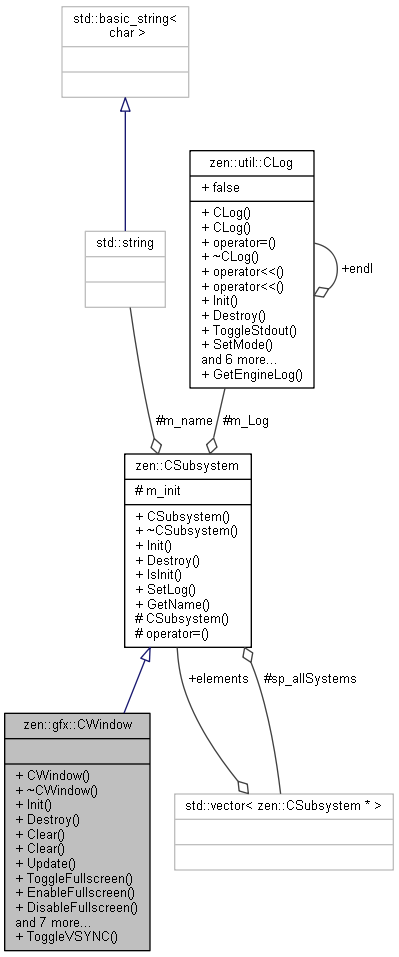 std::basic_string<
char >
zen::util::CLog
+ false
+ CLog()
+ CLog()
+ operator=()
+ ~CLog()
+ operator<<()
+ operator<<()
+ Init()
+ Destroy()
+ ToggleStdout()
+ SetMode()
and 6 more...
+ GetEngineLog()
+endl
std::string
#m_name
#m_Log
zen::CSubsystem
# m_init
+ CSubsystem()
+ ~CSubsystem()
+ Init()
+ Destroy()
+ IsInit()
+ SetLog()
+ GetName()
# CSubsystem()
# operator=()
+elements
#sp_allSystems
zen::gfx::CWindow
+ CWindow()
+ ~CWindow()
+ Init()
+ Destroy()
+ Clear()
+ Clear()
+ Update()
+ ToggleFullscreen()
+ EnableFullscreen()
+ DisableFullscreen()
and 7 more...
+ ToggleVSYNC()
std::vector< zen::CSubsystem * >